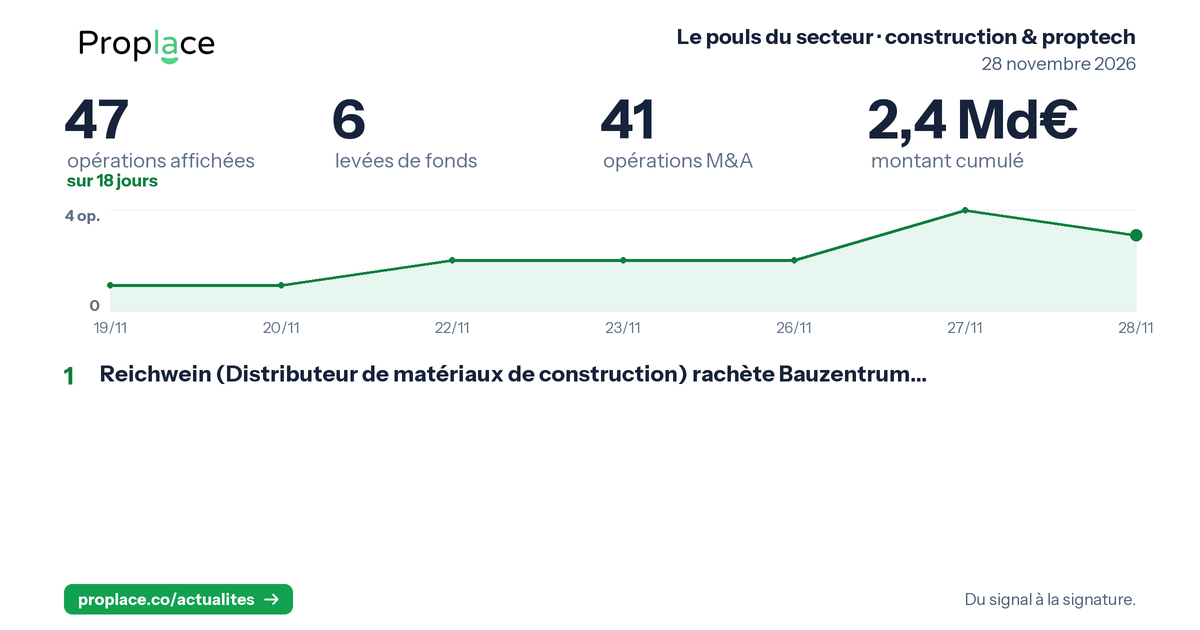 Proplace
Le pouls du secteur · construction & proptech
28 novembre 2026
47
opérations affichées
sur 18 jours
6
levées de fonds
41
opérations M&A
2,4 Md€
montant cumulé
4 op.
0
19/11 20/11 22/11 23/11 26/11 27/11 28/11
1 Reichwein (Distributeur de matériaux de construction) rachète Bauzentrum...
proplace.co/actualites →
Du signal à la signature.